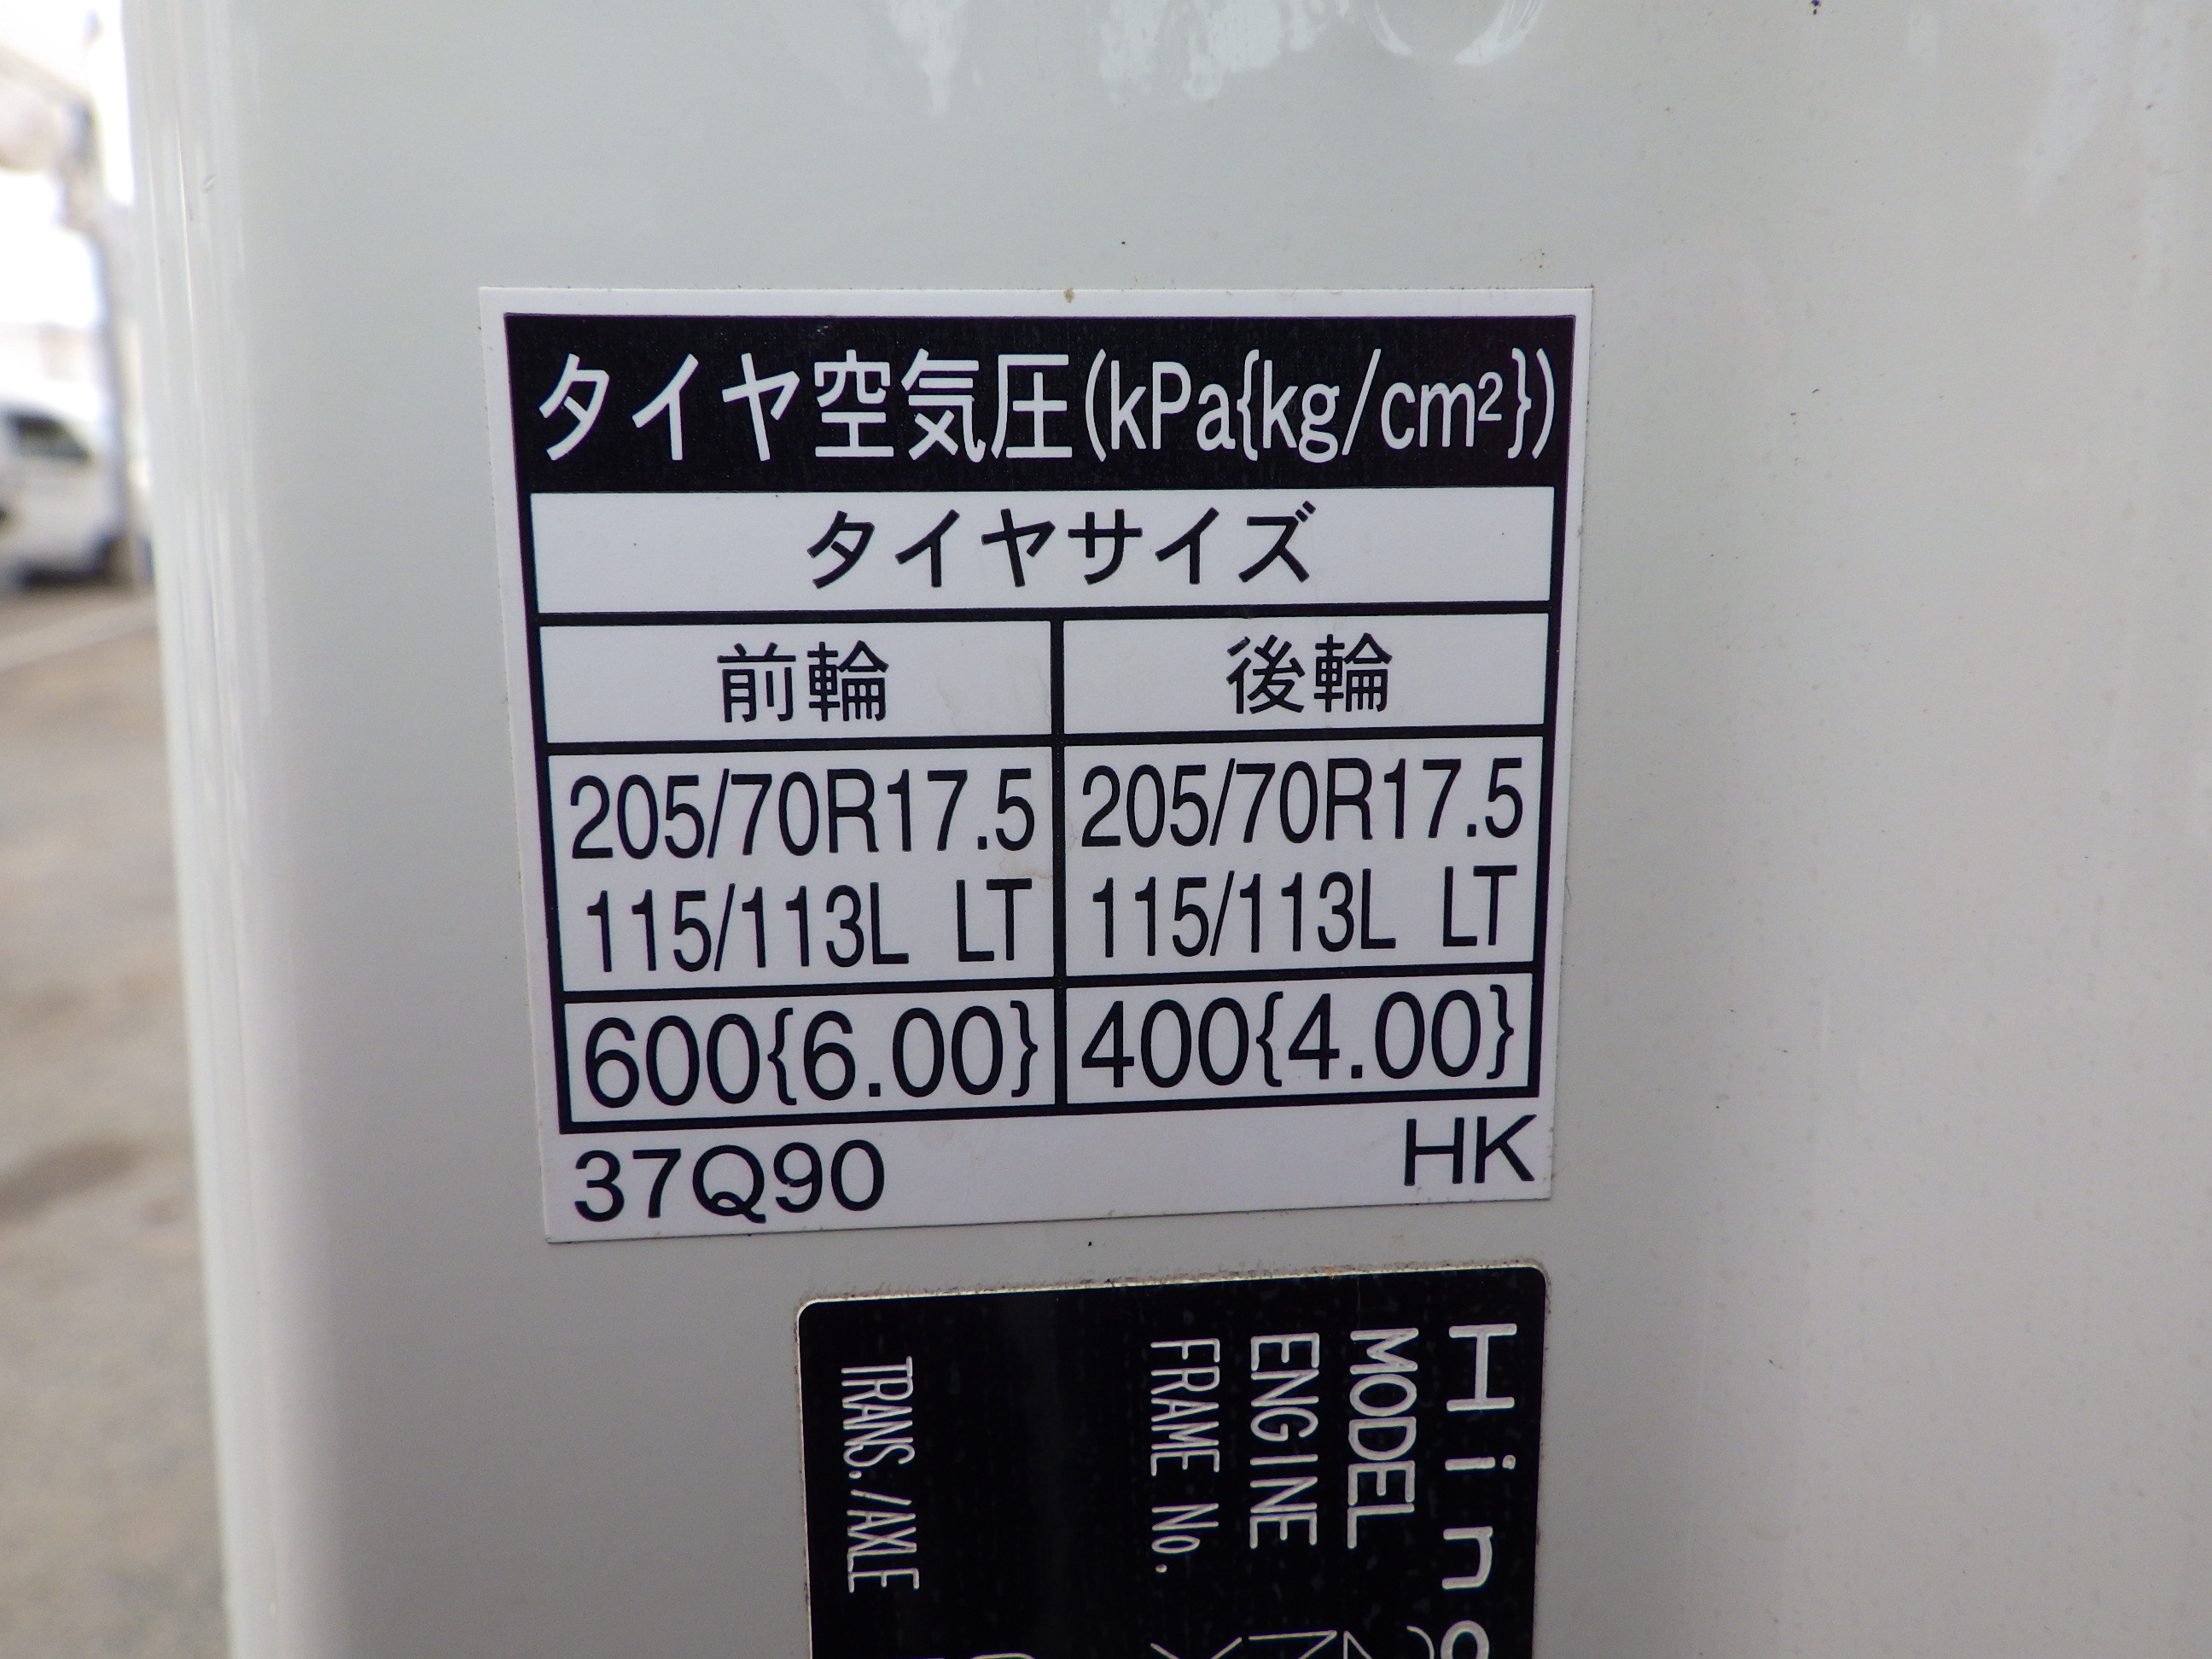 タイヤ空気圧(kPa{kg/cm²})
タイヤサイズ
前輪 後輪
205/70R17.5 205/70R17.5
115/113L LT 115/113L LT
600{6.00} 400{4.00}
37Q90 HK
Hino
MODEL
ENGINE
FRAME No.
TRANS./AXLE